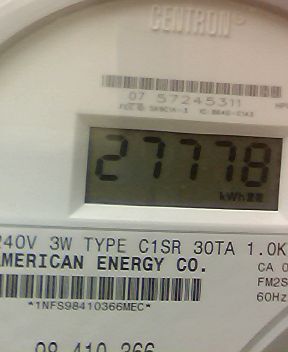 CENTRON®
07 57245311
27778
kWh
240V 3W TYPE C1SR 30TA 1.0K
AMERICAN ENERGY CO.
CA 0
FM2S
60Hz
*1NFS98410366MEC*
98 410 366